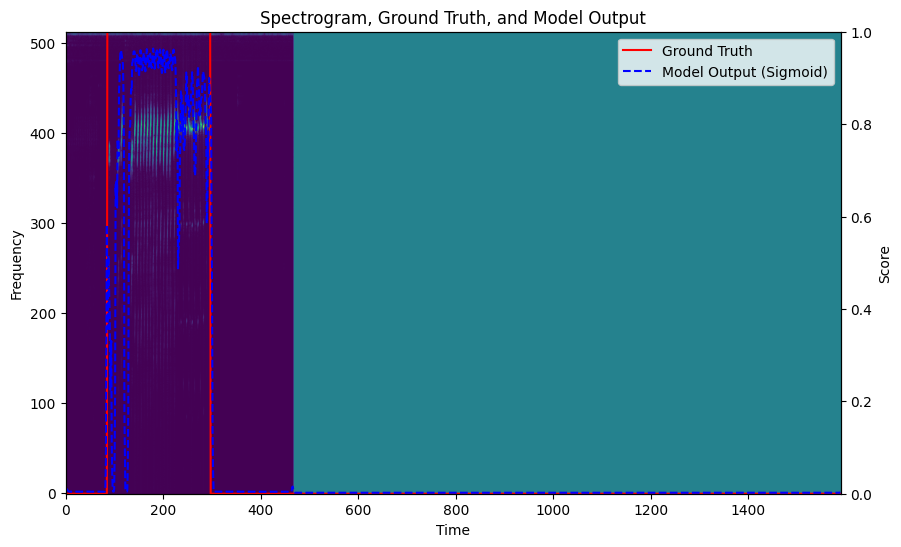 Spectrogram, Ground Truth, and Model Output
Ground Truth
Model Output (Sigmoid)
Frequency
500
400
300
200
100
0
1.0
0.8
0.6
0.4
0.2
0.0
Score
0 200 400 600 800 1000 1200 1400
Time